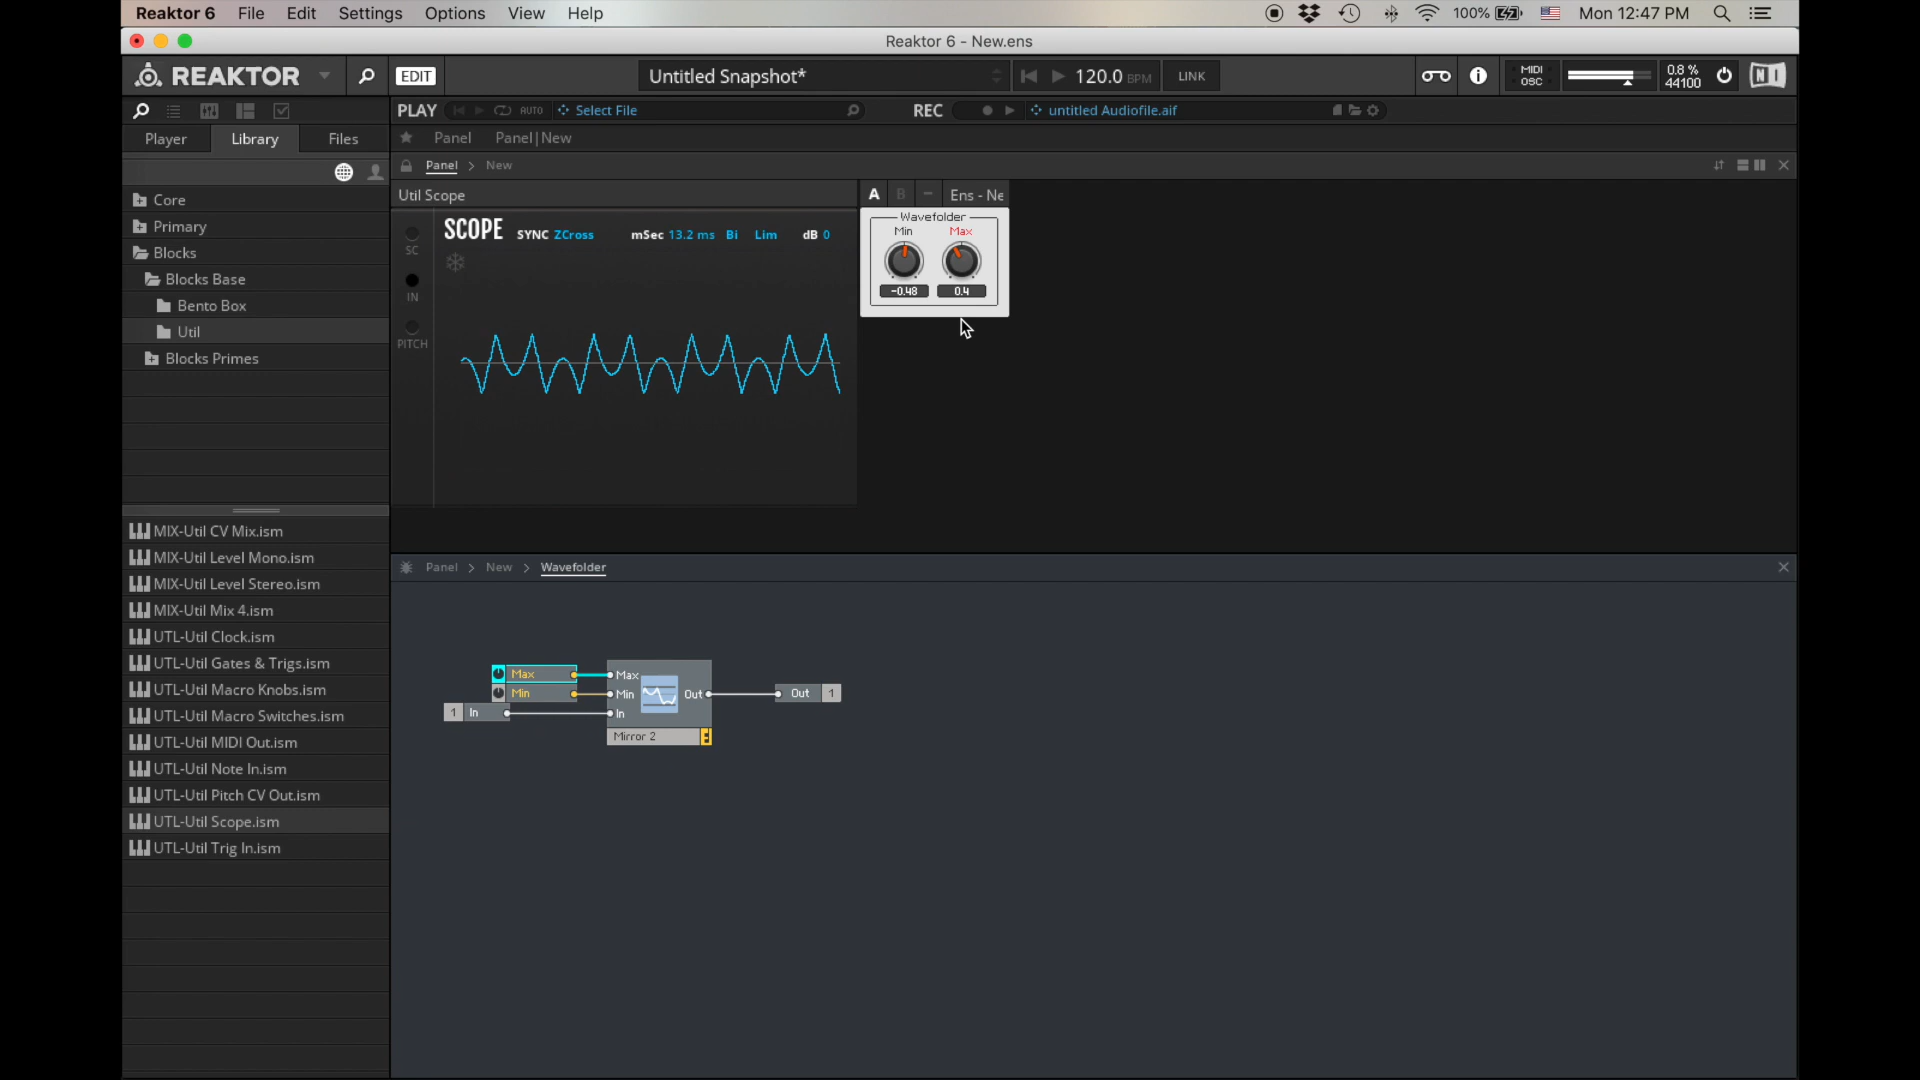 Reaktor 6 File Edit Settings Options View Help 100% Mon 12:47 PM
Reaktor 6 - New.ens
REAKTOR EDIT Untitled Snapshot* 120.0 BPM LINK MIDI OSC 0.8 % 44100 NI
PLAY AUTO Select File REC untitled Audiofile.aif
Player Library Files
Panel Panel|New
Panel > New
Core
Primary
Blocks
Blocks Base
Bento Box
Util
Blocks Primes
Util Scope
SCOPE SYNC ZCross mSec 13.2 ms Bi Lim dB 0
SC
IN
PITCH
A B Ens - Ne
Wavefolder
Min Max
-0.48 0.4
MIX-Util CV Mix.ism
MIX-Util Level Mono.ism
MIX-Util Level Stereo.ism
MIX-Util Mix 4.ism
UTL-Util Clock.ism
UTL-Util Gates & Trigs.ism
UTL-Util Macro Knobs.ism
UTL-Util Macro Switches.ism
UTL-Util MIDI Out.ism
UTL-Util Note In.ism
UTL-Util Pitch CV Out.ism
UTL-Util Scope.ism
UTL-Util Trig In.ism
Panel > New > Wavefolder
Max Max
Min Min Out Out 1
1 In In
Mirror 2